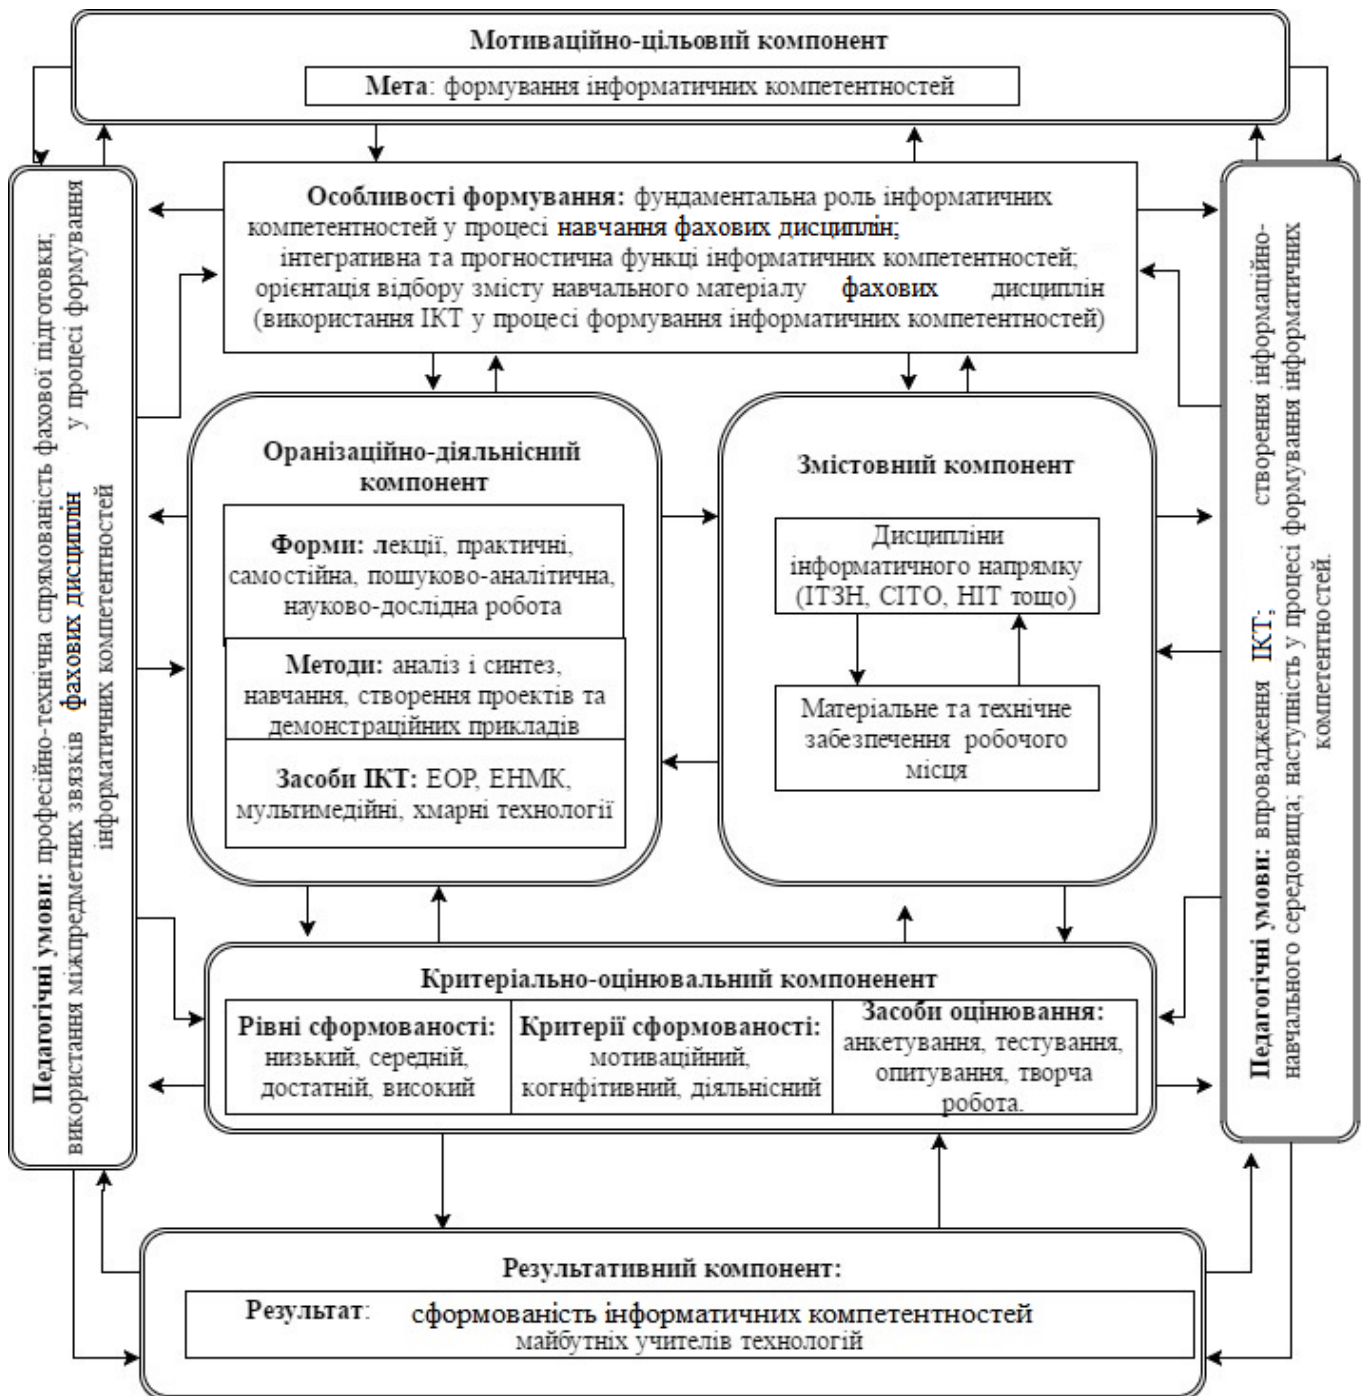 Мотиваційно-цільовий компонент
Мета: формування інформатичних компетентностей
Особливості формування: фундаментальна роль інформатичних
компетентностей у процесі навчання фахових дисциплін;
інтегративна та прогностична функці інформатичних компетентностей;
орієнтація відбору змісту навчального матеріалу фахових дисциплін
(використання ІКТ у процесі формування інформатичних компетентностей)
Педагогічні умови: професійно-технічна спрямованість фахової підготовки;
використання міжпредметних звязків фахових дисциплін у процесі формування
інформатичних компетентностей
Оранізаційно-діяльнісний
компонент
Форми: лекції, практичні,
самостійна, пошуково-аналітична,
науково-дослідна робота
Методи: аналіз і синтез,
навчання, створення проектів та
демонстраційних прикладів
Засоби ІКТ: ЕОР, ЕНМК,
мультимедійні, хмарні технології
Змістовний компонент
Дисципліни
інформатичного напрямку
(ІТЗН, СІТО, НІТ тощо)
Матеріальне та технічне
забезпечення робочого
місця
Педагогічні умови: впровадження ІКТ; створення інформаційно-
навчального середовища; наступність у процесі формування інформатичних
компетентностей.
Критеріально-оцінювальний компоненент
Рівні сформованості:
низький, середній,
достатній, високий
Критерії сформованості:
мотиваційний,
когнфітивний, діяльнісний
Засоби оцінювання:
анкетування, тестування,
опитування, творча
робота.
Результативний компонент:
Результат: сформованість інформатичних компетентностей
майбутніх учителів технологій